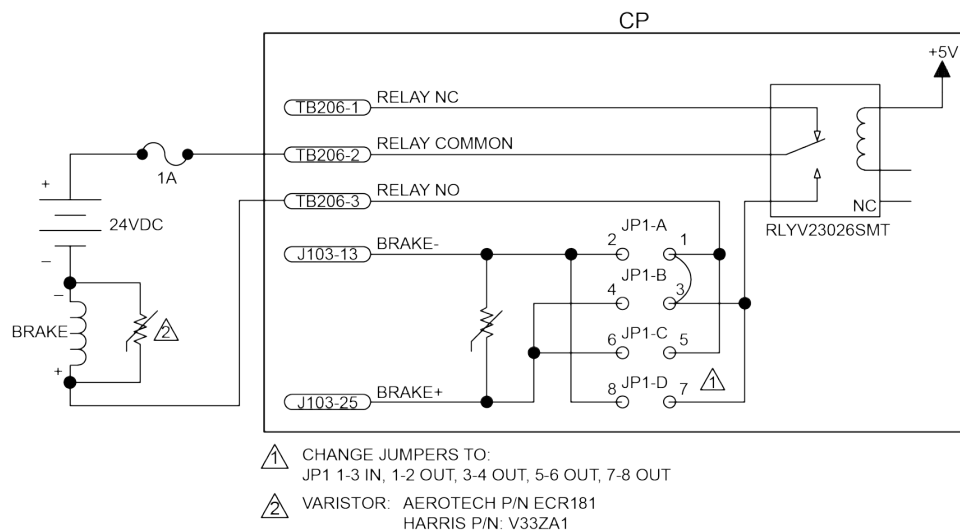 CP
+5V
TB206-1 RELAY NC
TB206-2 RELAY COMMON
1A
TB206-3 RELAY NO
NC
RLYV23026SMT
+
24VDC
–
J103-13 BRAKE-
JP1-A
2 1
JP1-B
4 3
–
BRAKE
2
+
JP1-C
6 5
JP1-D
8 7
1
J103-25 BRAKE+
1 CHANGE JUMPERS TO:
JP1 1-3 IN, 1-2 OUT, 3-4 OUT, 5-6 OUT, 7-8 OUT
2 VARISTOR: AEROTECH P/N ECR181
HARRIS P/N: V33ZA1